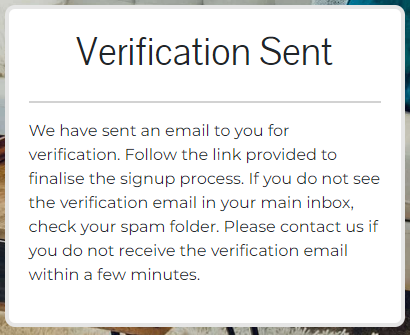 Verification Sent
We have sent an email to you for
verification. Follow the link provided to
finalise the signup process. If you do not see
the verification email in your main inbox,
check your spam folder. Please contact us if
you do not receive the verification email
within a few minutes.